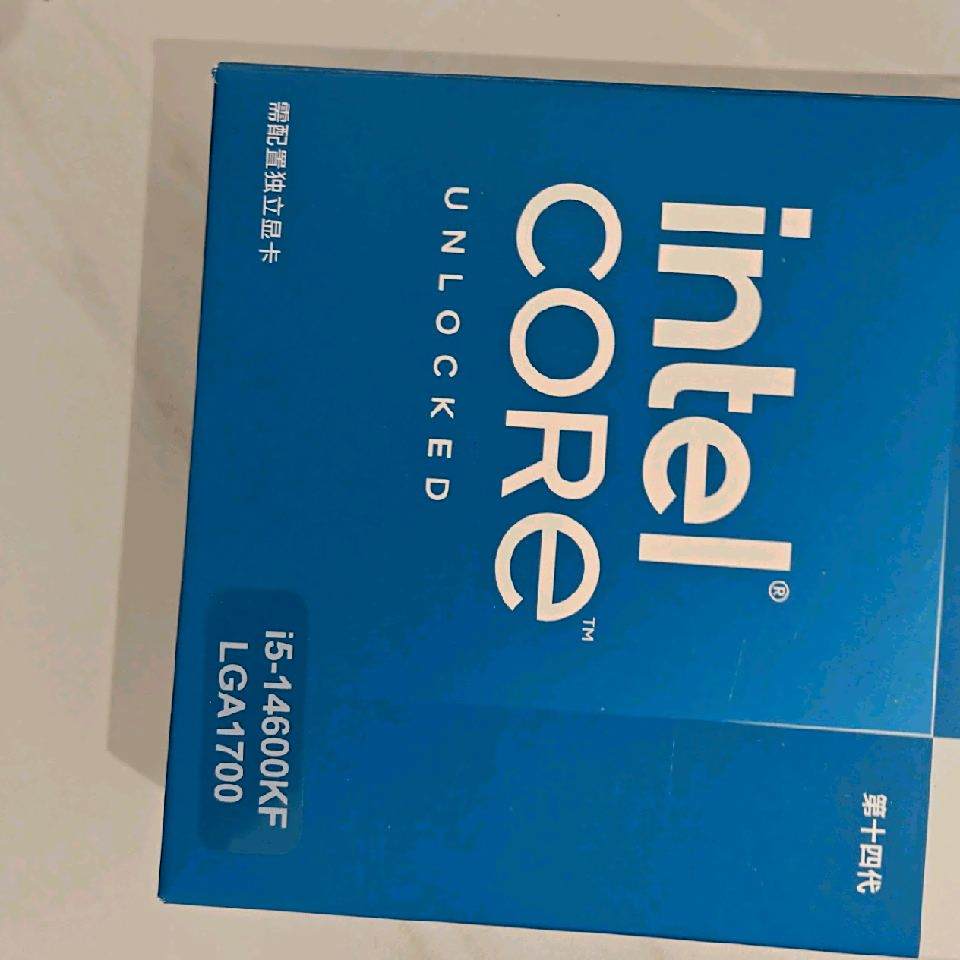 intel®
CORe™
UNLOCKED
需配置独立显卡
第十四代
i5-14600KF
LGA1700